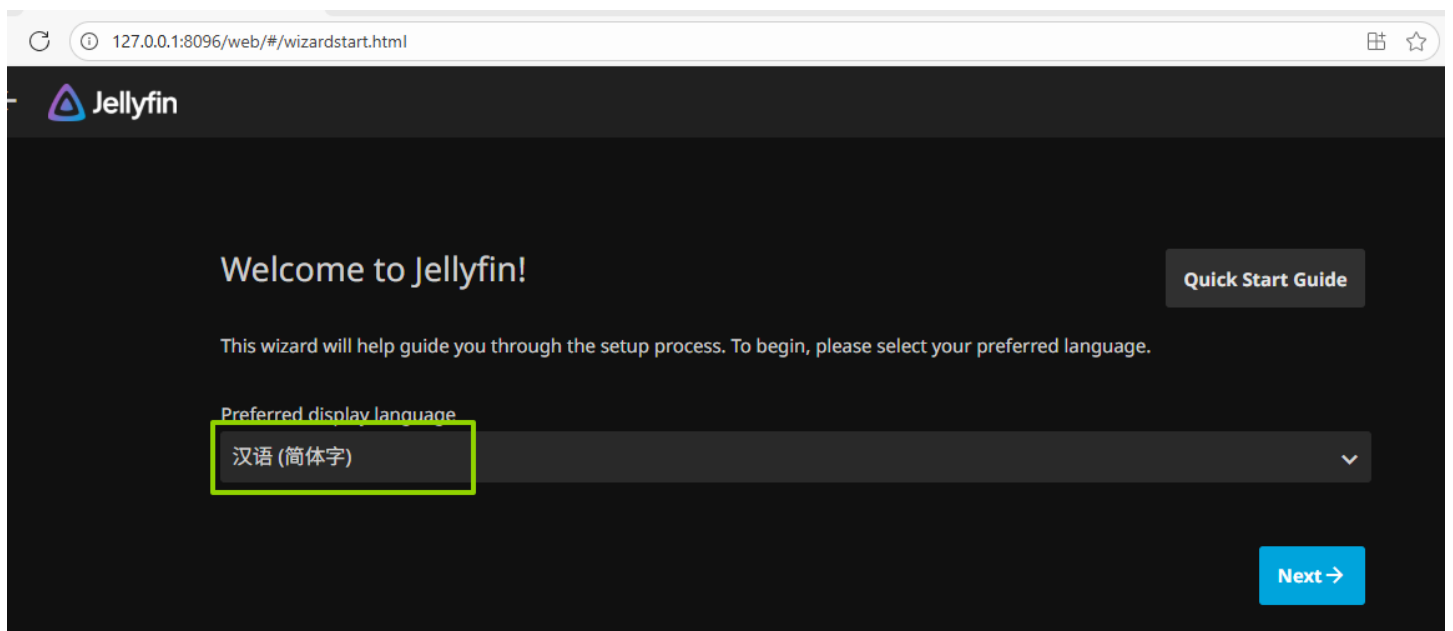 127.0.0.1:8096/web/#/wizardstart.html
Jellyfin
Welcome to Jellyfin!
Quick Start Guide
This wizard will help guide you through the setup process. To begin, please select your preferred language.
Preferred display language
汉语 (简体字)
Next